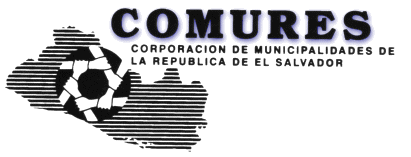 COMURES
CORPORACION DE MUNICIPALIDADES DE
LA REPUBLICA DE EL SALVADOR